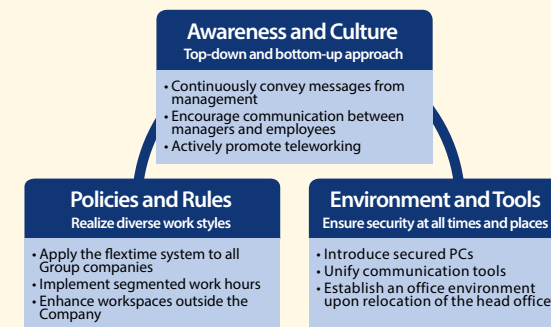 Awareness and Culture
Top-down and bottom-up approach
• Continuously convey messages from
management
• Encourage communication between
managers and employees
• Actively promote teleworking
Policies and Rules
Realize diverse work styles
• Apply the flextime system to all
Group companies
• Implement segmented work hours
• Enhance workspaces outside the
Company
Environment and Tools
Ensure security at all times and places
• Introduce secured PCs
• Unify communication tools
• Establish an office environment
upon relocation of the head office